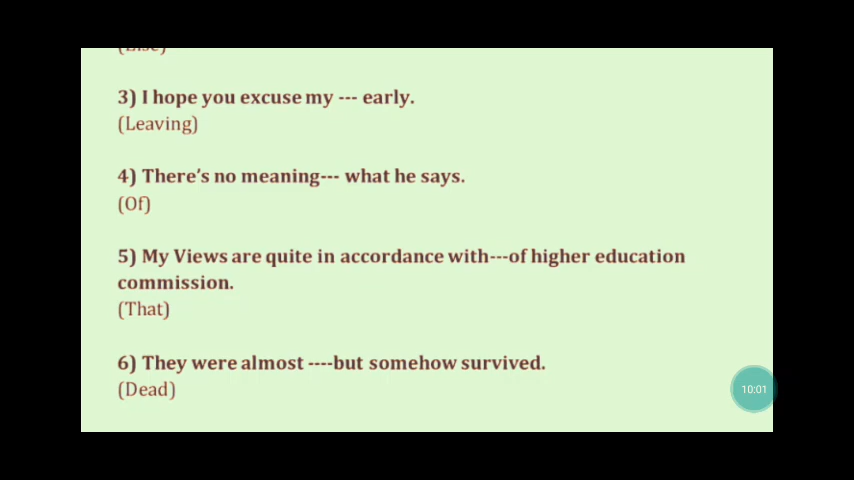 3) I hope you excuse my --- early.
(Leaving)
4) There's no meaning--- what he says.
(Of)
5) My Views are quite in accordance with---of higher education
commission.
(That)
6) They were almost ----but somehow survived.
(Dead)
10:01